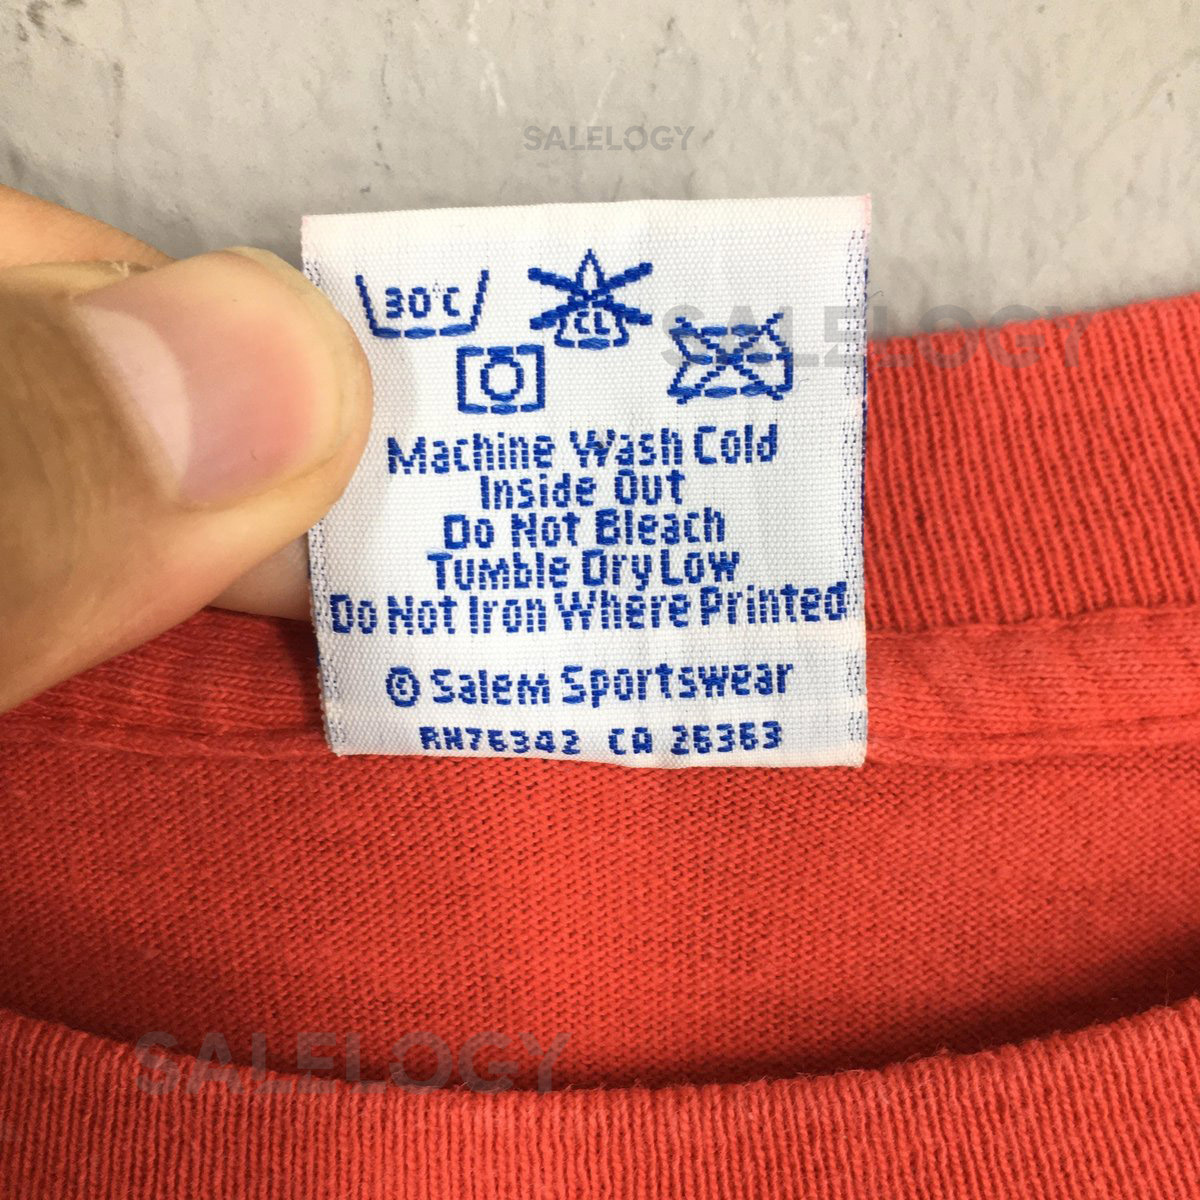 SALELOGY
30°C
CL
SALELOGY
Machine Wash Cold
Inside Out
Do Not Bleach
Tumble Dry Low
Do Not Iron Where Printed
© Salem Sportswear
RN76342 CA 26363
SALELOGY